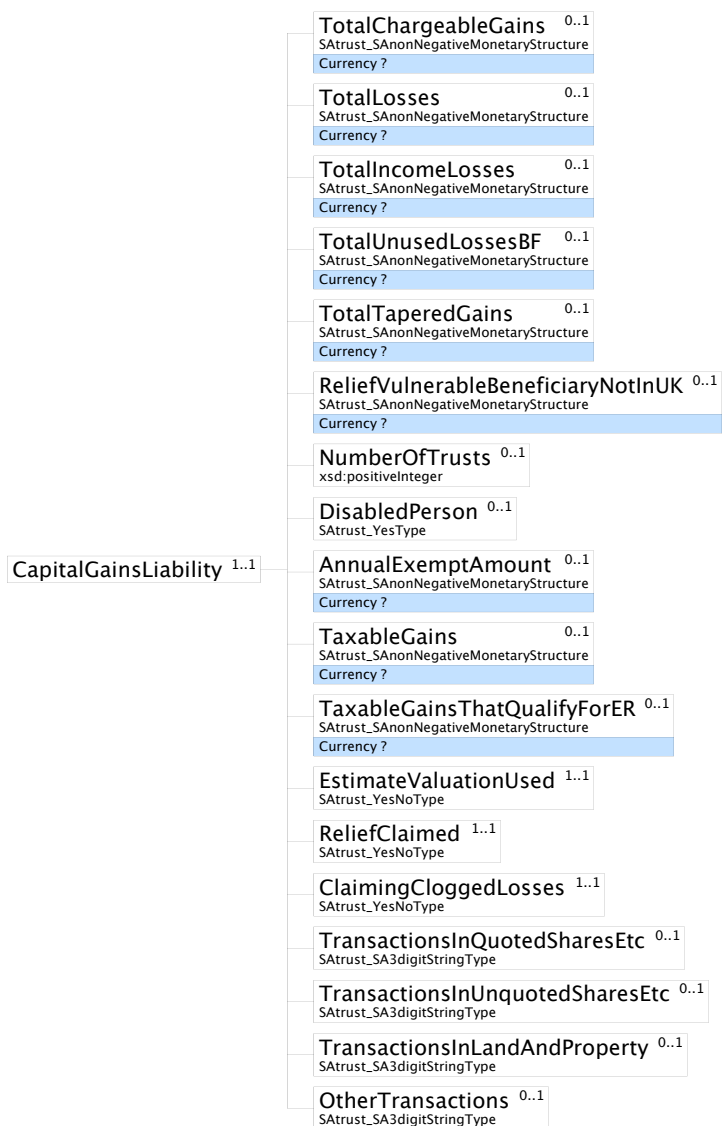 TotalChargeableGains 0..1
SAtrust_SAnonNegativeMonetaryStructure
Currency ?
TotalLosses 0..1
SAtrust_SAnonNegativeMonetaryStructure
Currency ?
TotalIncomeLosses 0..1
SAtrust_SAnonNegativeMonetaryStructure
Currency ?
TotalUnusedLossesBF 0..1
SAtrust_SAnonNegativeMonetaryStructure
Currency ?
TotalTaperedGains 0..1
SAtrust_SAnonNegativeMonetaryStructure
Currency ?
ReliefVulnerableBeneficiaryNotInUK 0..1
SAtrust_SAnonNegativeMonetaryStructure
Currency ?
NumberOfTrusts 0..1
xsd:positiveInteger
DisabledPerson 0..1
SAtrust_YesType
CapitalGainsLiability 1..1
AnnualExemptAmount 0..1
SAtrust_SAnonNegativeMonetaryStructure
Currency ?
TaxableGains 0..1
SAtrust_SAnonNegativeMonetaryStructure
Currency ?
TaxableGainsThatQualifyForER 0..1
SAtrust_SAnonNegativeMonetaryStructure
Currency ?
EstimateValuationUsed 1..1
SAtrust_YesNoType
ReliefClaimed 1..1
SAtrust_YesNoType
ClaimingCloggedLosses 1..1
SAtrust_YesNoType
TransactionsInQuotedSharesEtc 0..1
SAtrust_SA3digitStringType
TransactionsInUnquotedSharesEtc 0..1
SAtrust_SA3digitStringType
TransactionsInLandAndProperty 0..1
SAtrust_SA3digitStringType
OtherTransactions 0..1
SAtrust_SA3digitStringType